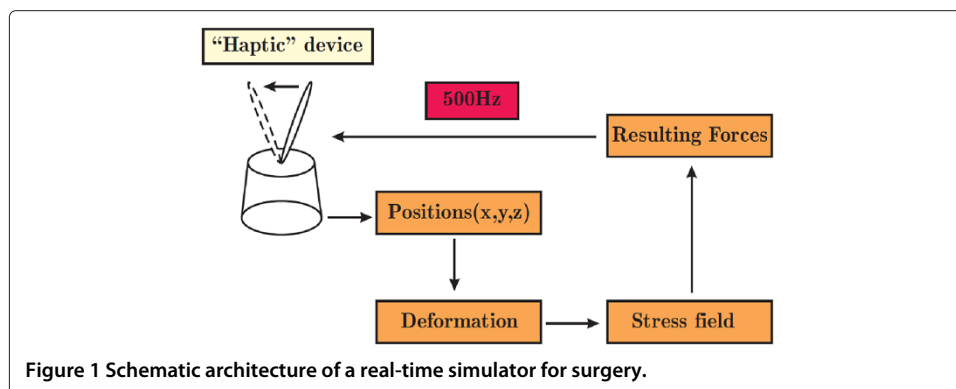 “Haptic” device
500Hz
Resulting Forces
Positions(x,y,z)
Deformation
Stress field
Figure 1 Schematic architecture of a real-time simulator for surgery.